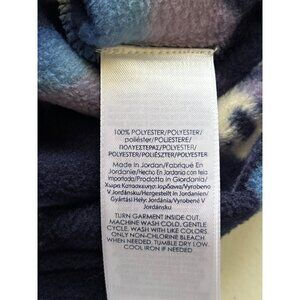 100% POLYESTER/POLYESTER/
poliéster/POLIESTERE/
ΠΟΛΥΕΣΤΕΡΑΣ/POLYESTER/
POLYESTER/POLIÉSZTER/POLYESTER
Made in Jordan/Fabriqué En
Jordanie/Hecho En Jordania con tela
importada/Prodotto in Giordania/
Χώρα Κατασκευής Ιορδανία/Vyrobeno
V Jordánsku/Hergestellt in Jordanien/
Gyártási Hely: Jordánia/Vyrobené V
Jordánsku
TURN GARMENT INSIDE OUT,
MACHINE WASH COLD, GENTLE
CYCLE. WASH WITH LIKE COLORS
ONLY NON-CHLORINE BLEACH
WHEN NEEDED. TUMBLE DRY LOW.
COOL IRON IF NEEDED